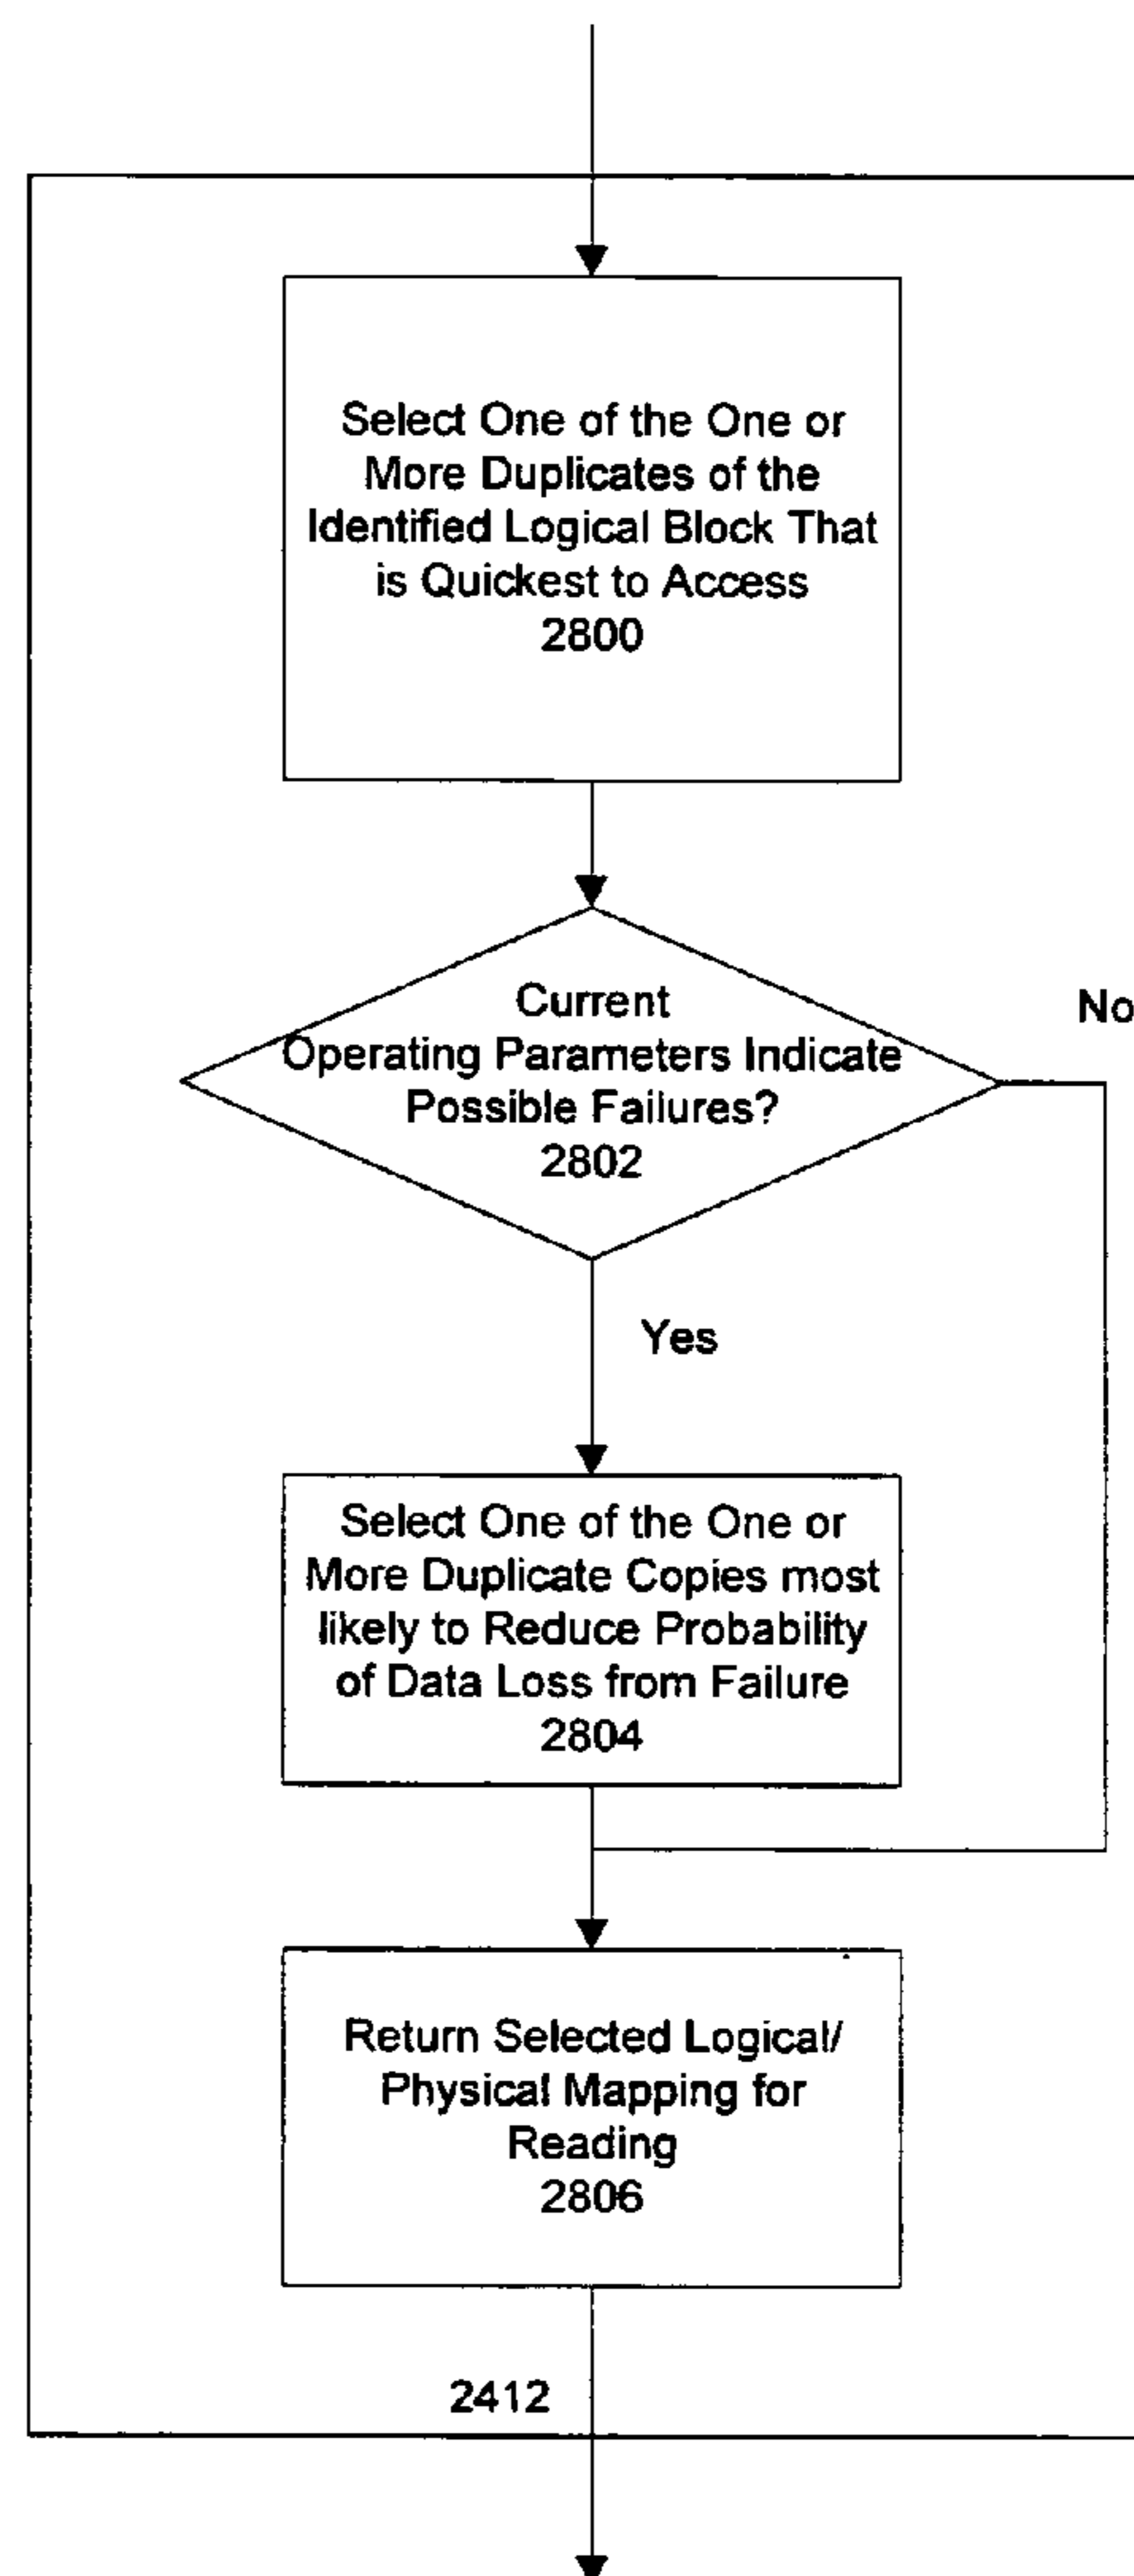 Select One of the One or
More Duplicates of the
Identified Logical Block That
is Quickest to Access
2800
Current
Operating Parameters Indicate
Possible Failures?
2802
No
Yes
Select One of the One or
More Duplicate Copies most
likely to Reduce Probability
of Data Loss from Failure
2804
Return Selected Logical/
Physical Mapping for
Reading
2806
2412